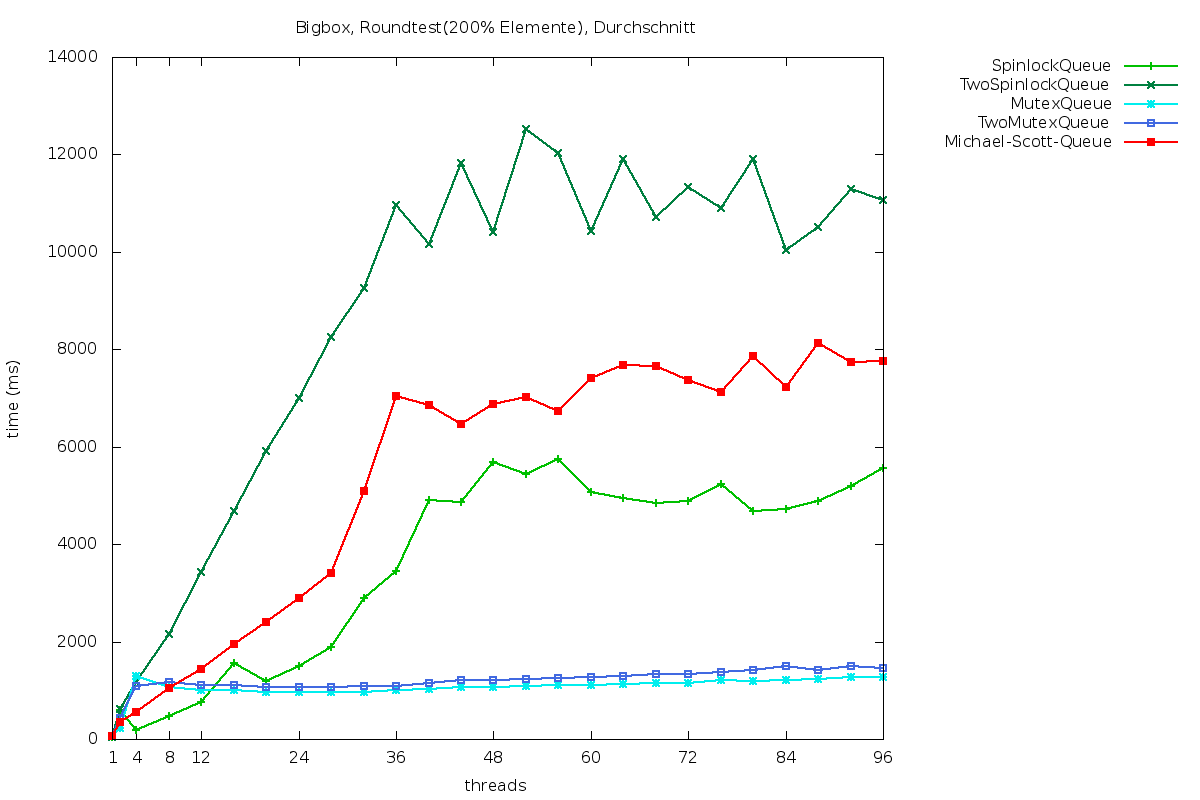 Bigbox, Roundtest(200% Elemente), Durchschnitt
SpinlockQueue
TwoSpinlockQueue
MutexQueue
TwoMutexQueue
Michael-Scott-Queue
14000
12000
10000
8000
6000
4000
2000
0
time (ms)
1 4 8 12 24 36 48 60 72 84 96
threads